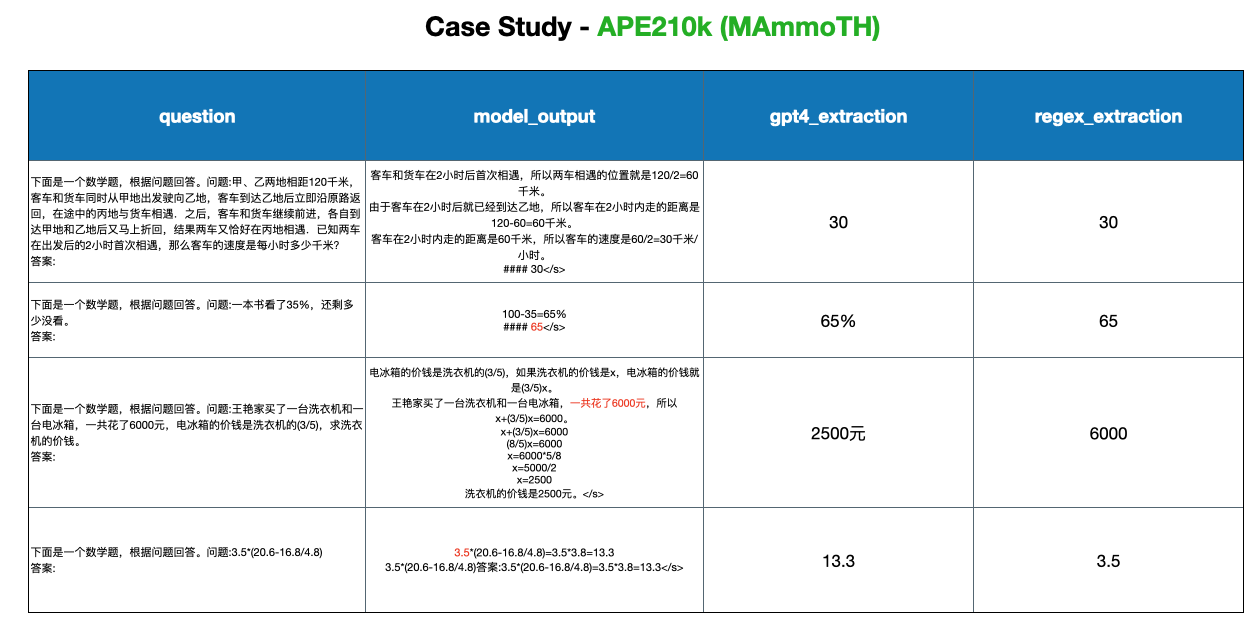 Case Study - APE210k (MAmmoTH)
question
model_output
gpt4_extraction
regex_extraction
下面是一个数学题，根据问题回答。问题:甲、乙两地相距120千米，
客车和货车同时从甲地出发驶向乙地，客车到达乙地后立即沿原路返
回，在途中的丙地与货车相遇．之后，客车和货车继续前进，各自到
达甲地和乙地后又马上折回，结果两车又恰好在丙地相遇．已知两车
在出发后的2小时首次相遇，那么客车的速度是每小时多少千米?
答案:
客车和货车在2小时后首次相遇，所以两车相遇的位置就是120/2=60
千米。
由于客车在2小时后就已经到达乙地，所以客车在2小时内走的距离是
120-60=60千米。
客车在2小时内走的距离是60千米，所以客车的速度是60/2=30千米/
小时。
#### 30</s>
30
30
下面是一个数学题，根据问题回答。问题:一本书看了35%，还剩多
少没看。
答案:
100-35=65%
#### 65</s>
65%
65
下面是一个数学题，根据问题回答。问题:王艳家买了一台洗衣机和一
台电冰箱，一共花了6000元，电冰箱的价钱是洗衣机的(3/5)，求洗衣
机的价钱。
答案:
电冰箱的价钱是洗衣机的(3/5)，如果洗衣机的价钱是x，电冰箱的价钱就
是(3/5)x。
王艳家买了一台洗衣机和一台电冰箱，一共花了6000元，所以
x+(3/5)x=6000。
x+(3/5)x=6000
(8/5)x=6000
x=6000*5/8
x=5000/2
x=2500
洗衣机的价钱是2500元。</s>
2500元
6000
下面是一个数学题，根据问题回答。问题:3.5*(20.6-16.8/4.8)
答案:
3.5*(20.6-16.8/4.8)=3.5*3.8=13.3
3.5*(20.6-16.8/4.8)答案:3.5*(20.6-16.8/4.8)=3.5*3.8=13.3</s>
13.3
3.5